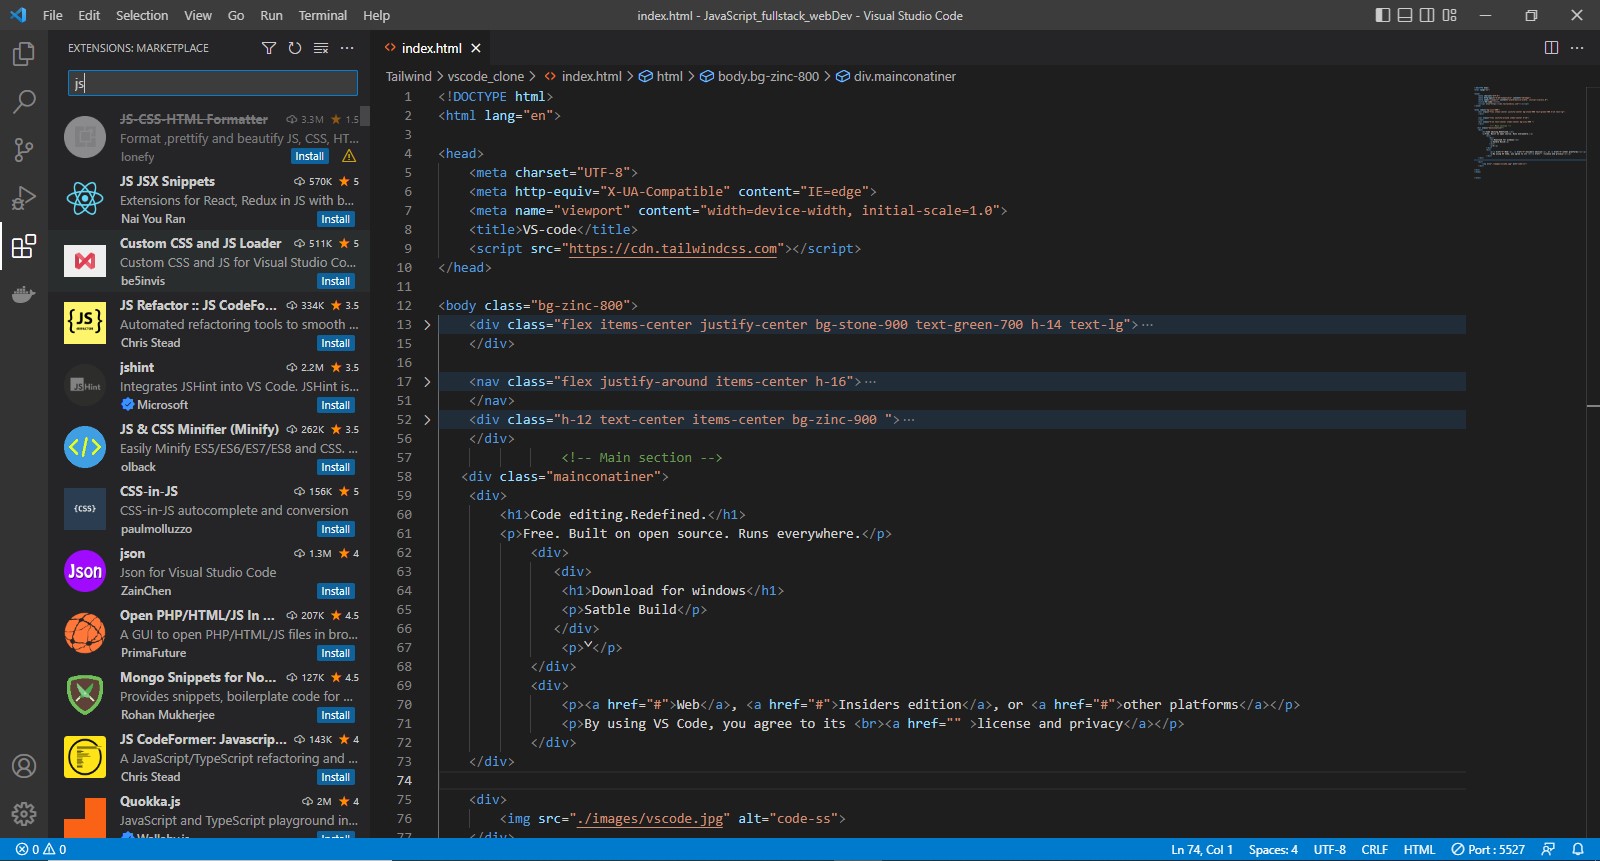 File Edit Selection View Go Run Terminal Help
index.html - JavaScript_fullstack_webDev - Visual Studio Code
EXTENSIONS: MARKETPLACE
js
JS-CSS-HTML Formatter 3.3M 1.5
Format ,prettify and beautify JS, CSS, HT...
lonefy Install
JS JSX Snippets 570K 5
Extensions for React, Redux in JS with b...
Nai You Ran Install
Custom CSS and JS Loader 511K 5
Custom CSS and JS for Visual Studio Co...
be5invis Install
{JS}
JS Refactor :: JS CodeFo... 334K 3.5
Automated refactoring tools to smooth ...
Chris Stead Install
JSHint
jshint 2.2M 3.5
Integrates JSHint into VS Code. JSHint is...
Microsoft Install
</>
JS & CSS Minifier (Minify) 262K 3.5
Easily Minify ES5/ES6/ES7/ES8 and CSS. ...
olback Install
{CSS}
CSS-in-JS 156K 5
CSS-in-JS autocomplete and conversion
paulmolluzzo Install
Json
json 1.3M 4
Json for Visual Studio Code
ZainChen Install
Open PHP/HTML/JS In ... 207K 4.5
A GUI to open PHP/HTML/JS files in bro...
PrimaFuture Install
Mongo Snippets for No... 127K 4.5
Provides snippets, boilerplate code for ...
Rohan Mukherjee Install
JS CodeFormer: Javascrip... 143K 4
A JavaScript/TypeScript refactoring and ...
Chris Stead Install
Quokka.js 2M 4
JavaScript and TypeScript playground in...
Wallaby.js Install
index.html
Tailwind > vscode_clone > index.html > html > body.bg-zinc-800 > div.mainconatiner
1 <!DOCTYPE html>
2 <html lang="en">
3
4 <head>
5 <meta charset="UTF-8">
6 <meta http-equiv="X-UA-Compatible" content="IE=edge">
7 <meta name="viewport" content="width=device-width, initial-scale=1.0">
8 <title>VS-code</title>
9 <script src="https://cdn.tailwindcss.com"></script>
10 </head>
11
12 <body class="bg-zinc-800">
13 <div class="flex items-center justify-center bg-stone-900 text-green-700 h-14 text-lg">...
15 </div>
16
17 <nav class="flex justify-around items-center h-16">...
51 </nav>
52 <div class="h-12 text-center items-center bg-zinc-900 ">...
56 </div>
57 <!-- Main section -->
58 <div class="mainconatiner">
59 <div>
60 <h1>Code editing.Redefined.</h1>
61 <p>Free. Built on open source. Runs everywhere.</p>
62 <div>
63 <div>
64 <h1>Download for windows</h1>
65 <p>Satble Build</p>
66 </div>
67 <p>˅</p>
68 </div>
69 <div>
70 <p><a href="#">Web</a>, <a href="#">Insiders edition</a>, or <a href="#">other platforms</a></p>
71 <p>By using VS Code, you agree to its <br><a href="" >license and privacy</a></p>
72 </div>
73 </div>
74
75 <div>
76 <img src="./images/vscode.jpg" alt="code-ss">
77 </div>
0 0 Ln 74, Col 1 Spaces: 4 UTF-8 CRLF HTML Port : 5527